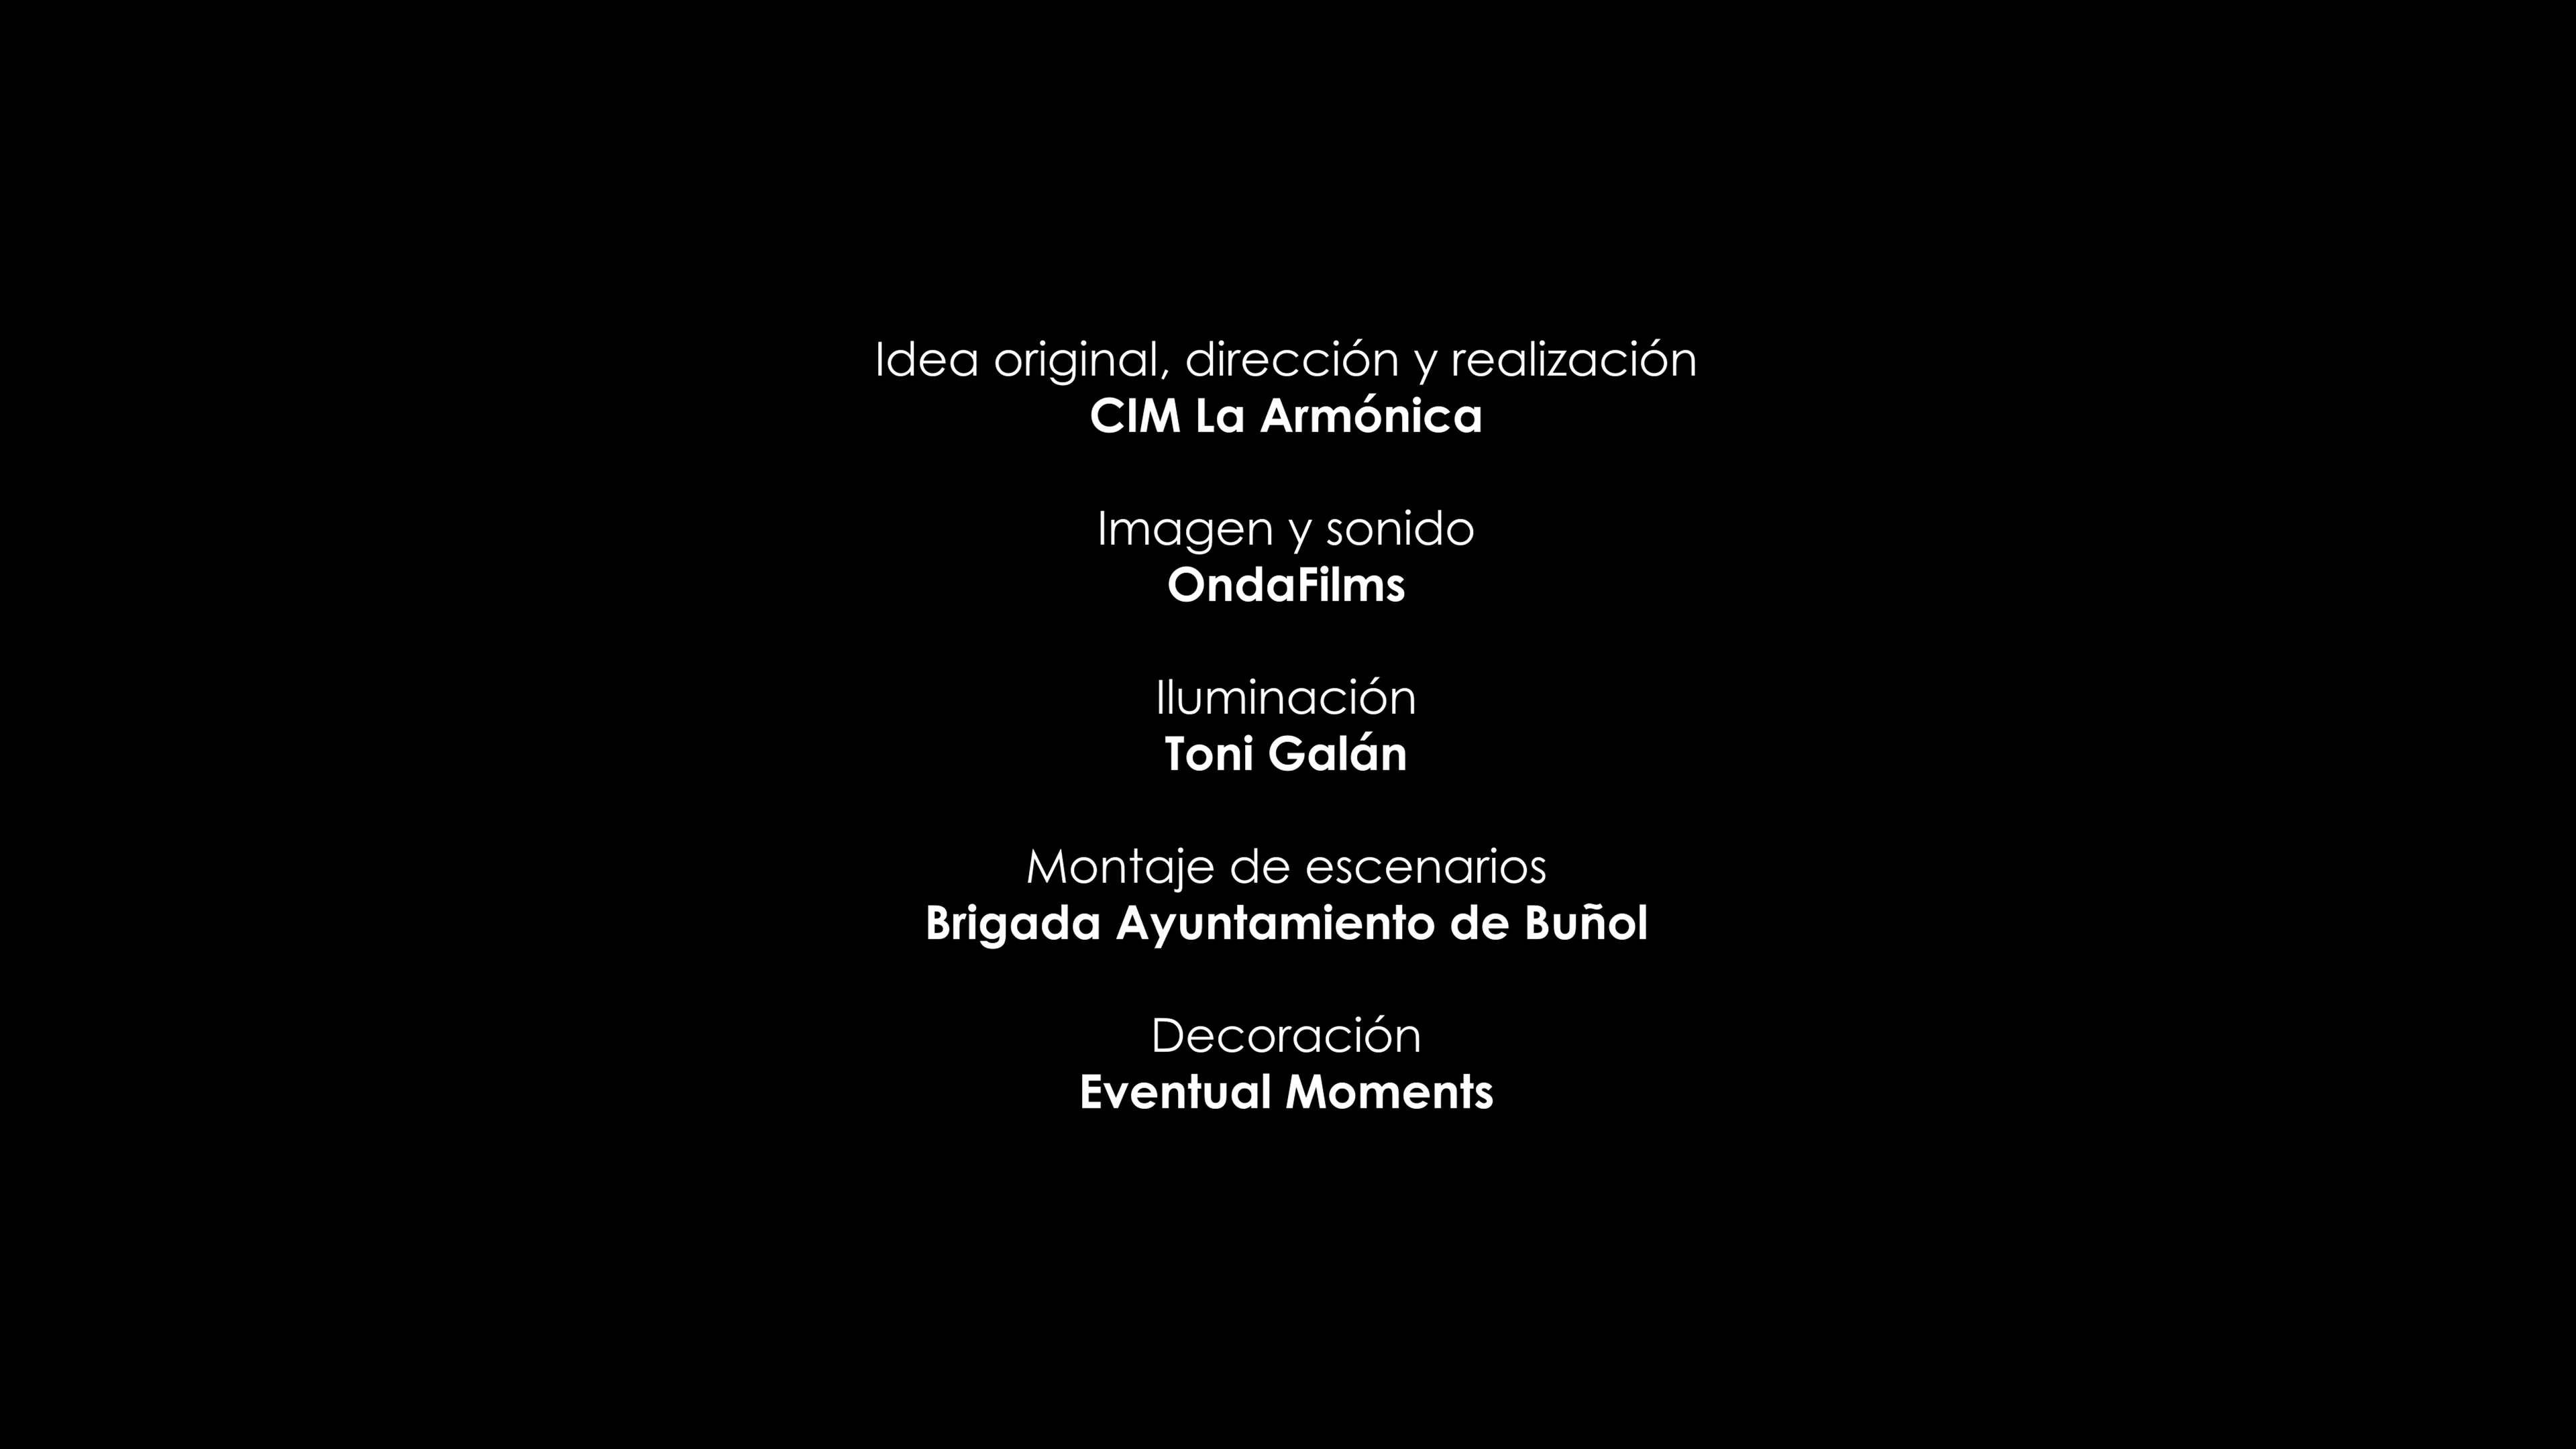 Idea original, dirección y realización
CIM La Armónica
Imagen y sonido
OndaFilms
Iluminación
Toni Galán
Montaje de escenarios
Brigada Ayuntamiento de Buñol
Decoración
Eventual Moments